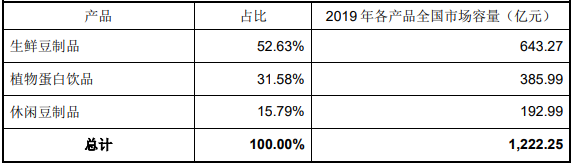 产品 占比 2019 年各产品全国市场容量（亿元）
生鲜豆制品 52.63% 643.27
植物蛋白饮品 31.58% 385.99
休闲豆制品 15.79% 192.99
总计 100.00% 1,222.25